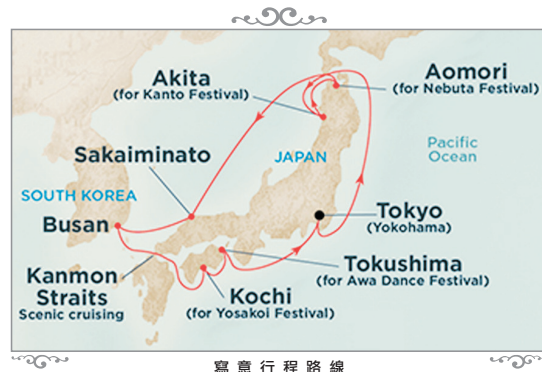 Akita
(for Kanto Festival)
Aomori
(for Nebuta Festival)
Sakaiminato
JAPAN
Pacific
Ocean
SOUTH KOREA
Busan
Tokyo
(Yokohama)
Kanmon
Straits
Scenic cruising
Tokushima
(for Awa Dance Festival)
Kochi
(for Yosakoi Festival)
寫意行程路線